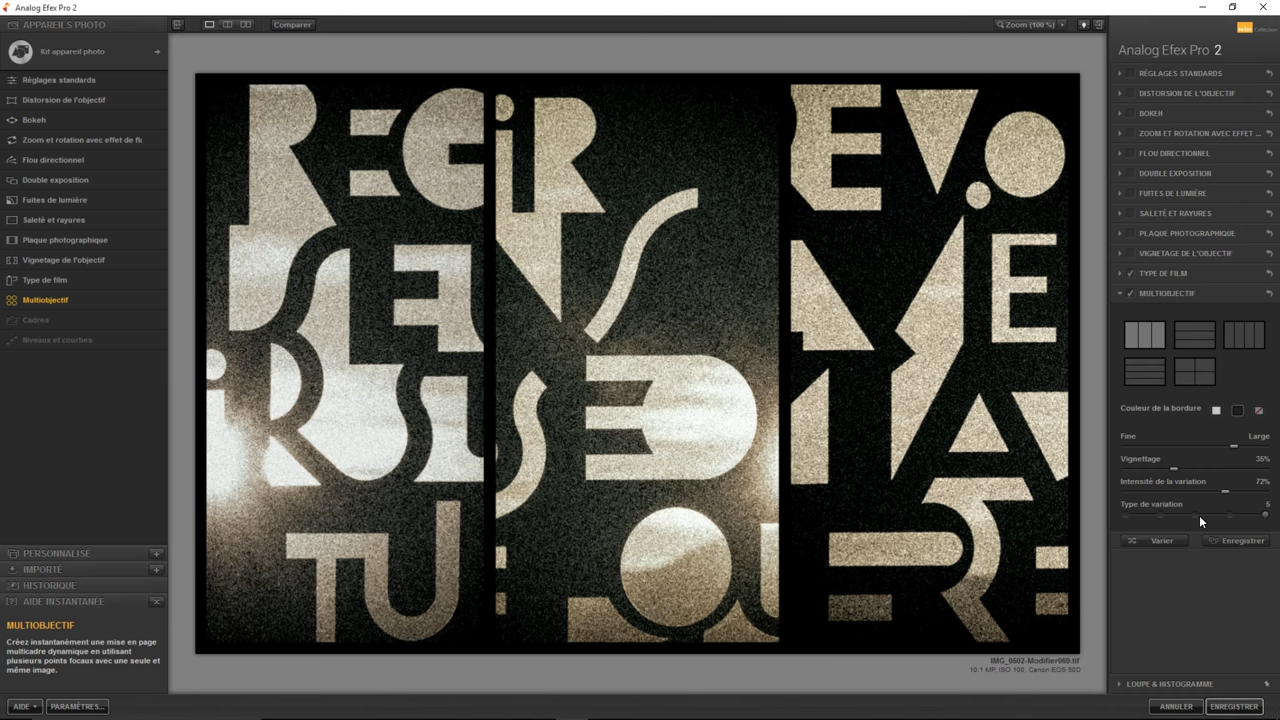 Analog Efex Pro 2
APPAREILS PHOTO
Comparer
Zoom (100 %)
Collection
Kit appareil photo
Analog Efex Pro 2
Réglages standards
Distorsion de l'objectif
Bokeh
Zoom et rotation avec effet de fic
Flou directionnel
Double exposition
Fuites de lumière
Saleté et rayures
Plaque photographique
Vignetage de l'objectif
Type de film
Multiobjectif
Cadres
Niveaux et courbes
PERSONNALISÉ
IMPORTÉ
HISTORIQUE
AIDE INSTANTANÉE
MULTIOBJECTIF
Créez instantanément une mise en page
multicadre dynamique en utilisant
plusieurs points focaux avec une seule et
même image.
AIDE
PARAMÈTRES...
IMG_0502-Modifier069.tif
10.1 MP, ISO 100, Canon EOS 50D
RÉGLAGES STANDARDS
DISTORSION DE L'OBJECTIF
BOKEH
ZOOM ET ROTATION AVEC EFFET ...
FLOU DIRECTIONNEL
DOUBLE EXPOSITION
FUITES DE LUMIÈRE
SALETÉ ET RAYURES
PLAQUE PHOTOGRAPHIQUE
VIGNETAGE DE L'OBJECTIF
TYPE DE FILM
MULTIOBJECTIF
Couleur de la bordure
Fine Large
Vignettage 35%
Intensité de la variation 72%
Type de variation 5
Varier
Enregistrer
LOUPE & HISTOGRAMME
ANNULER
ENREGISTRER